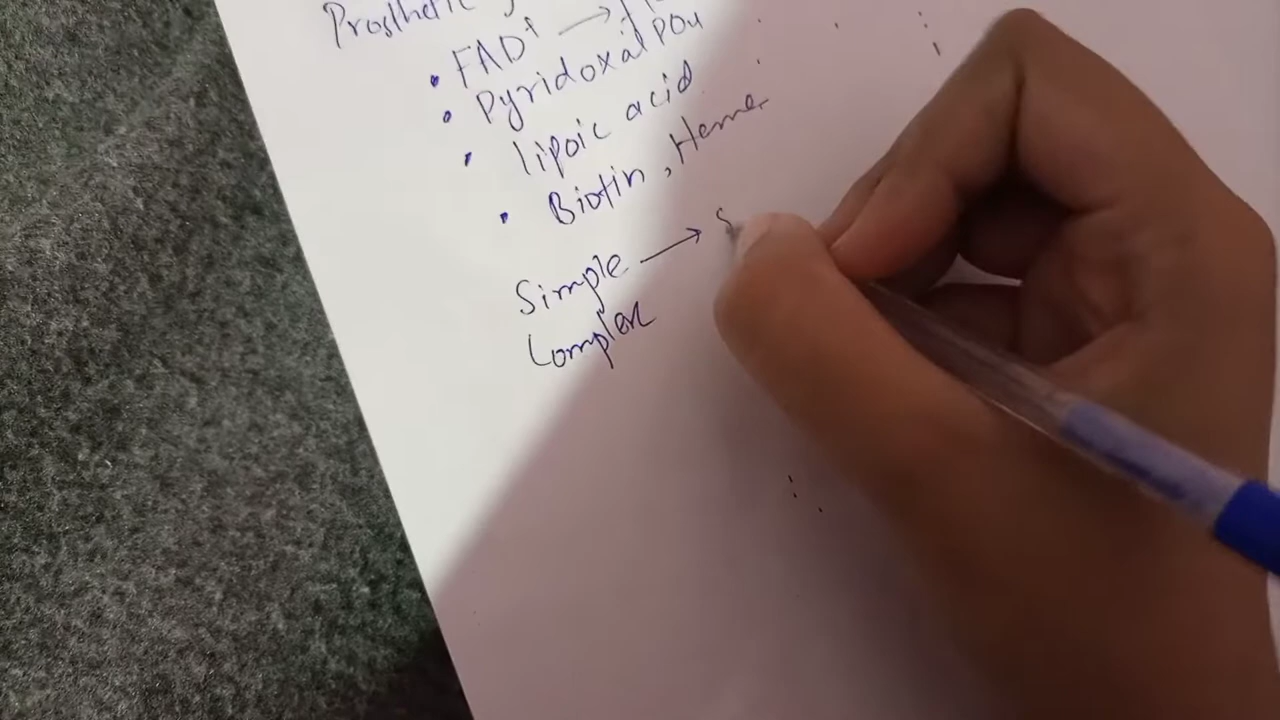 Prosthetic
• FAD+ →
• Pyridoxal PO4
• lipoic acid
• Biotin, Heme
Simple → S
Complex